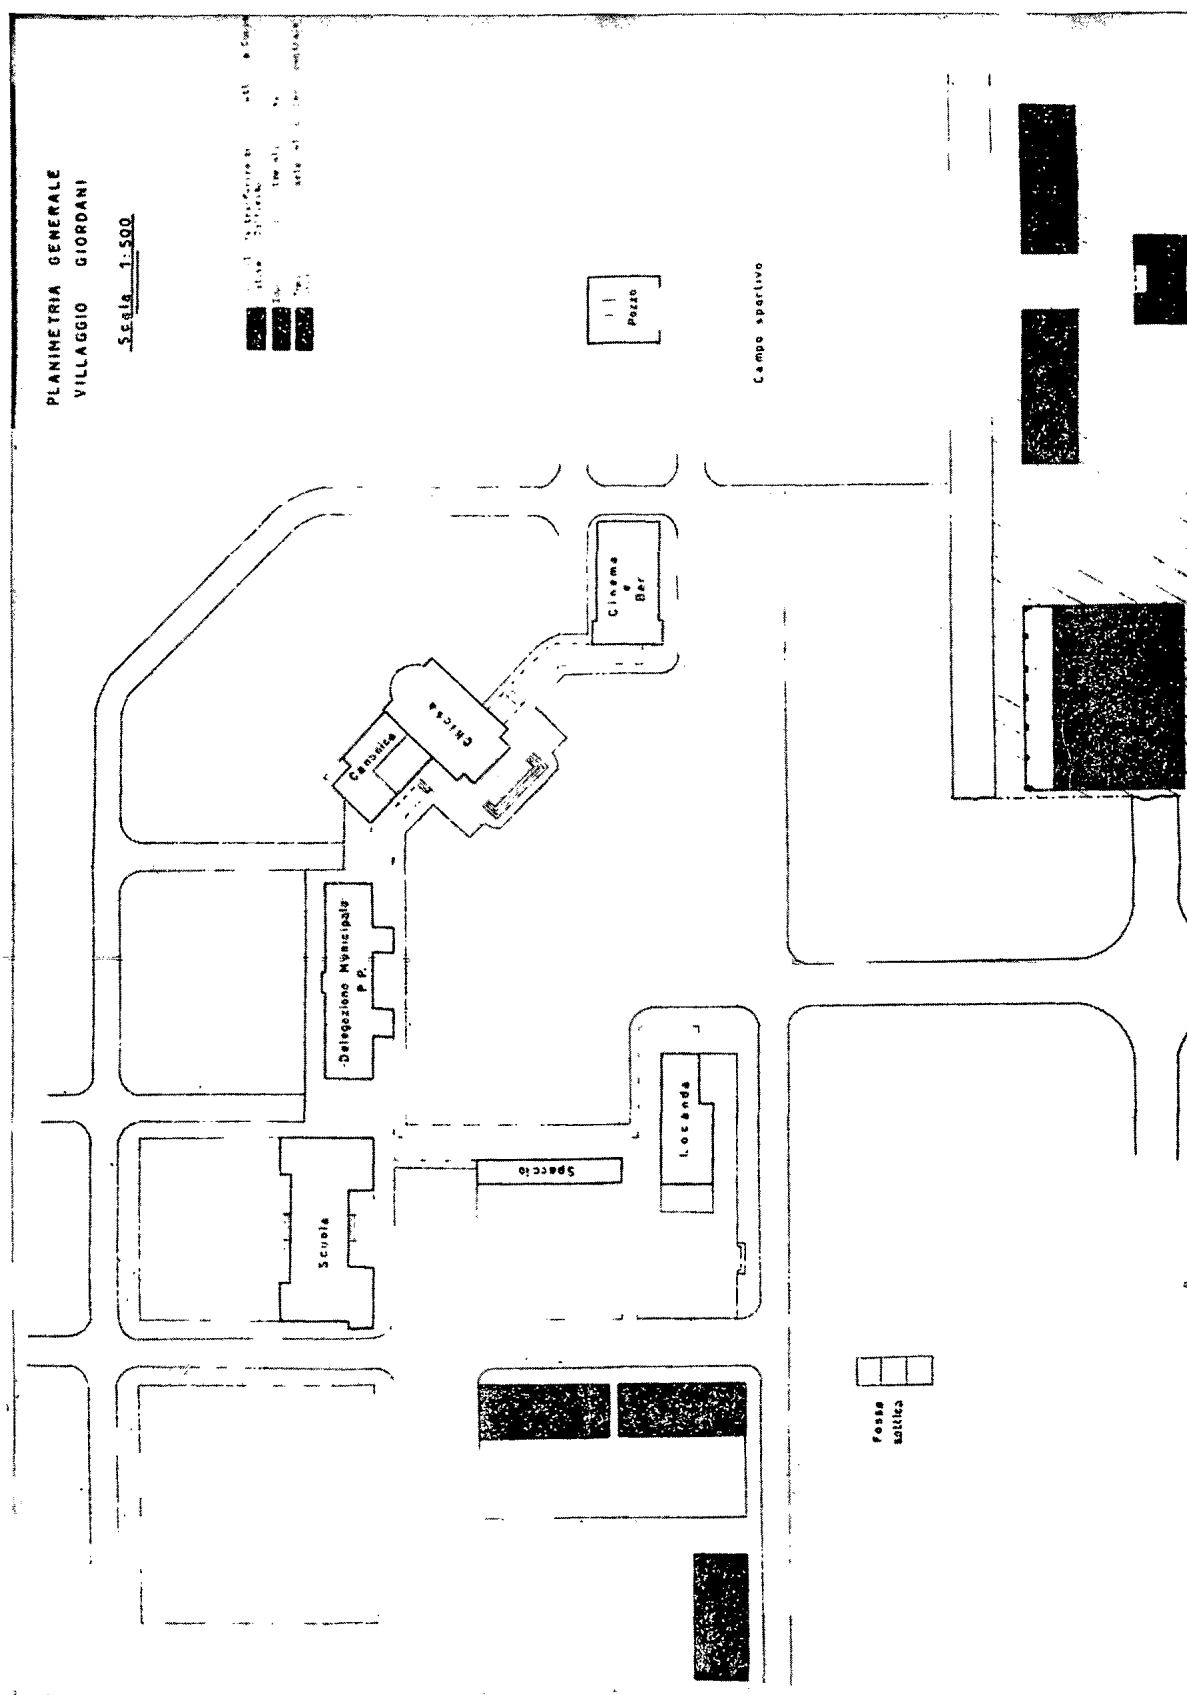 PLANIMETRIA GENERALE
VILLAGGIO GIORDANI
Scala 1:500
Pozzo
Campo sportivo
Cinema
e
Bar
Chiesa
Canonica
Delegazione Municipale
P.P.
Locanda
Spaccio
Scuola
Fossa
settica